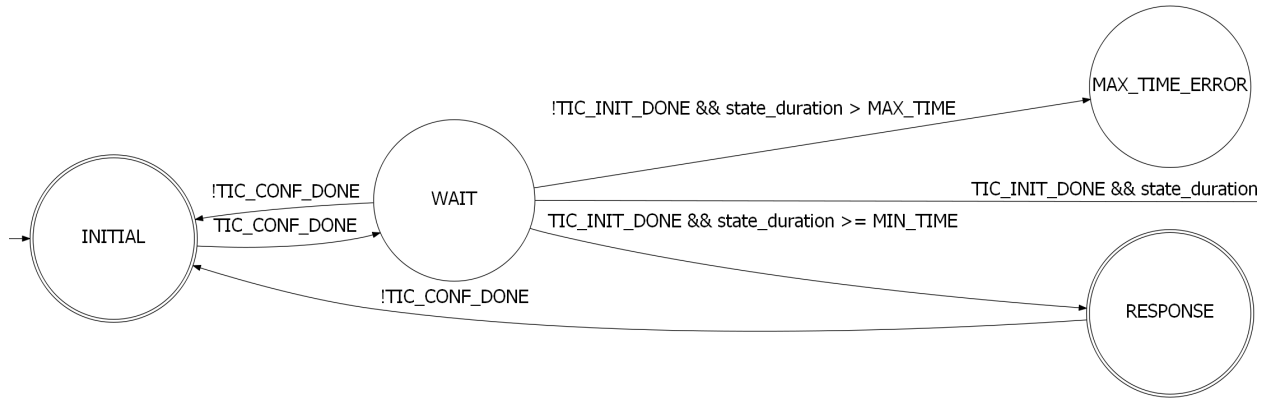 MAX_TIME_ERROR
!TIC_INIT_DONE && state_duration > MAX_TIME
TIC_INIT_DONE && state_duration
!TIC_CONF_DONE
WAIT
TIC_CONF_DONE
TIC_INIT_DONE && state_duration >= MIN_TIME
INITIAL
!TIC_CONF_DONE
RESPONSE